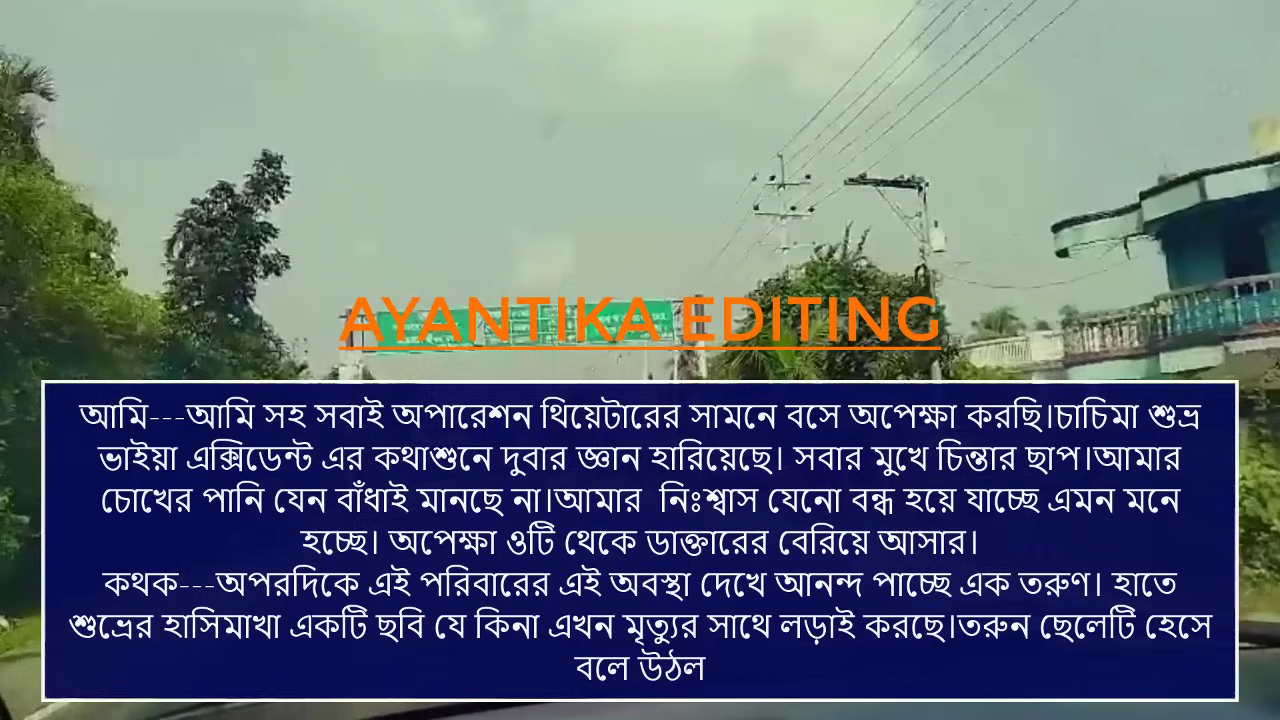 AYANTIKA EDITING
আমি---আমি সহ সবাই অপারেশন থিয়েটারের সামনে বসে অপেক্ষা করছি।চাচিমা শুভ্র
ভাইয়া এক্সিডেন্ট এর কথাশুনে দুবার জ্ঞান হারিয়েছে। সবার মুখে চিন্তার ছাপ।আমার
চোখের পানি যেন বাঁধাই মানছে না।আমার নিঃশ্বাস যেনো বন্ধ হয়ে যাচ্ছে এমন মনে
হচ্ছে। অপেক্ষা ওটি থেকে ডাক্তারের বেরিয়ে আসার।
কথক---অপরদিকে এই পরিবারের এই অবস্থা দেখে আনন্দ পাচ্ছে এক তরুণ। হাতে
শুভ্রের হাসিমাখা একটি ছবি যে কিনা এখন মৃত্যুর সাথে লড়াই করছে।তরুন ছেলেটি হেসে
বলে উঠল